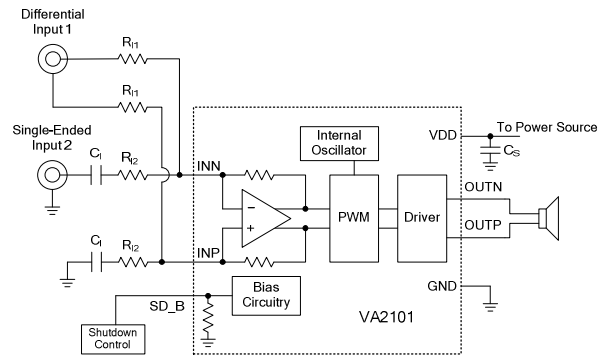 Differential
Input 1
RI1
RI1
Single-Ended
Input 2
CI
RI2
INN
Internal
Oscillator
VDD
To Power Source
CS
OUTN
PWM
Driver
OUTP
CI
RI2
INP
GND
Bias
Circuitry
SD_B
VA2101
Shutdown
Control